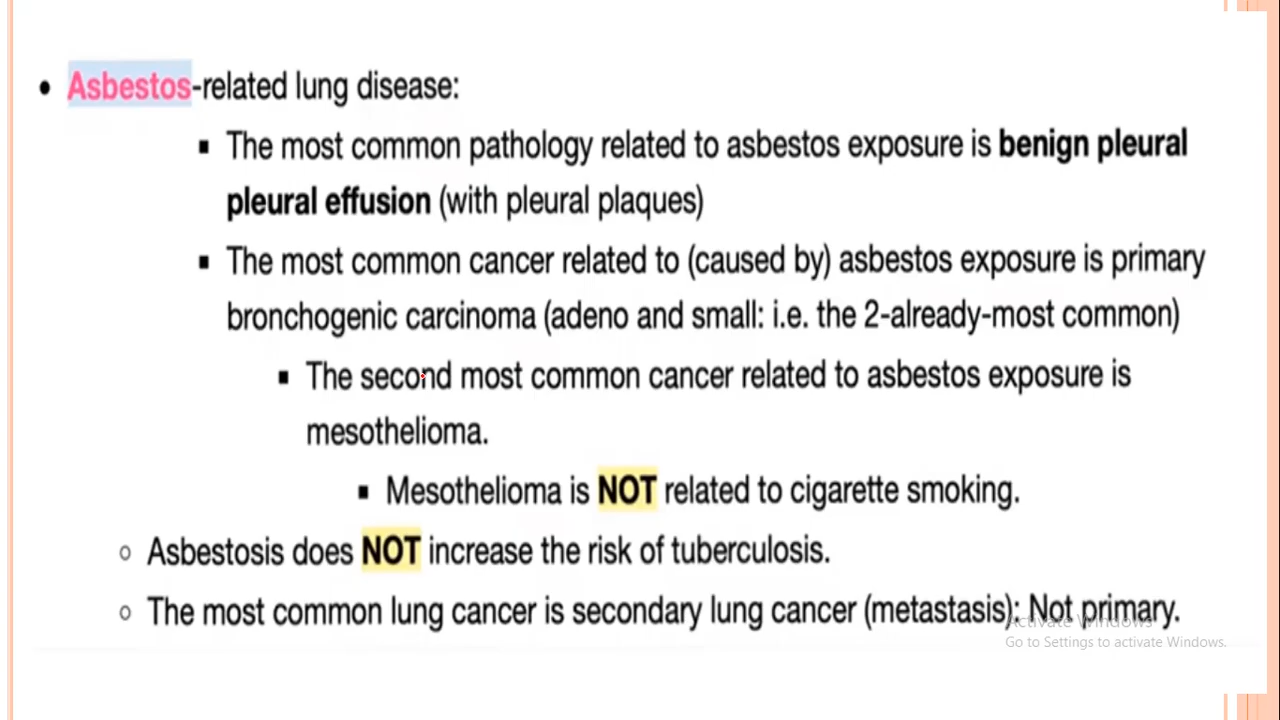 • Asbestos-related lung disease:
▪ The most common pathology related to asbestos exposure is benign pleural
pleural effusion (with pleural plaques)
▪ The most common cancer related to (caused by) asbestos exposure is primary
bronchogenic carcinoma (adeno and small: i.e. the 2-already-most common)
▪ The second most common cancer related to asbestos exposure is
mesothelioma.
▪ Mesothelioma is NOT related to cigarette smoking.
○ Asbestosis does NOT increase the risk of tuberculosis.
○ The most common lung cancer is secondary lung cancer (metastasis): Not primary.
Activate Windows
Go to Settings to activate Windows.